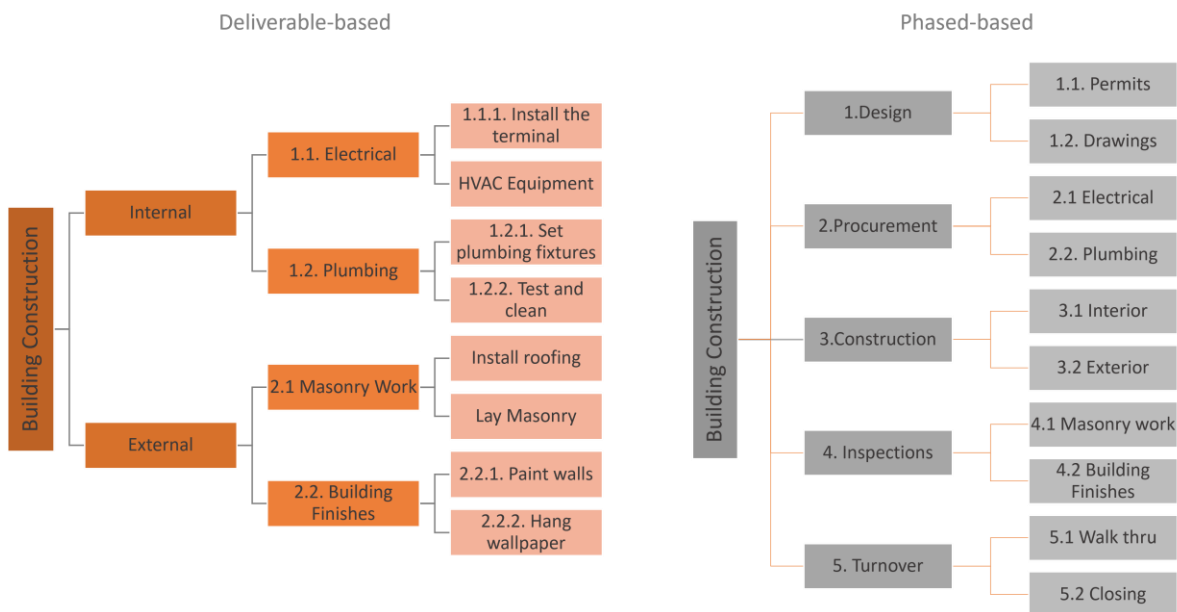 Deliverable-based
Building Construction
Internal
1.1. Electrical
1.1.1. Install the
terminal
HVAC Equipment
1.2. Plumbing
1.2.1. Set
plumbing fixtures
1.2.2. Test and
clean
External
2.1 Masonry Work
Install roofing
Lay Masonry
2.2. Building
Finishes
2.2.1. Paint walls
2.2.2. Hang
wallpaper
Phased-based
Building Construction
1.Design
1.1. Permits
1.2. Drawings
2.Procurement
2.1 Electrical
2.2. Plumbing
3.Construction
3.1 Interior
3.2 Exterior
4. Inspections
4.1 Masonry work
4.2 Building
Finishes
5. Turnover
5.1 Walk thru
5.2 Closing